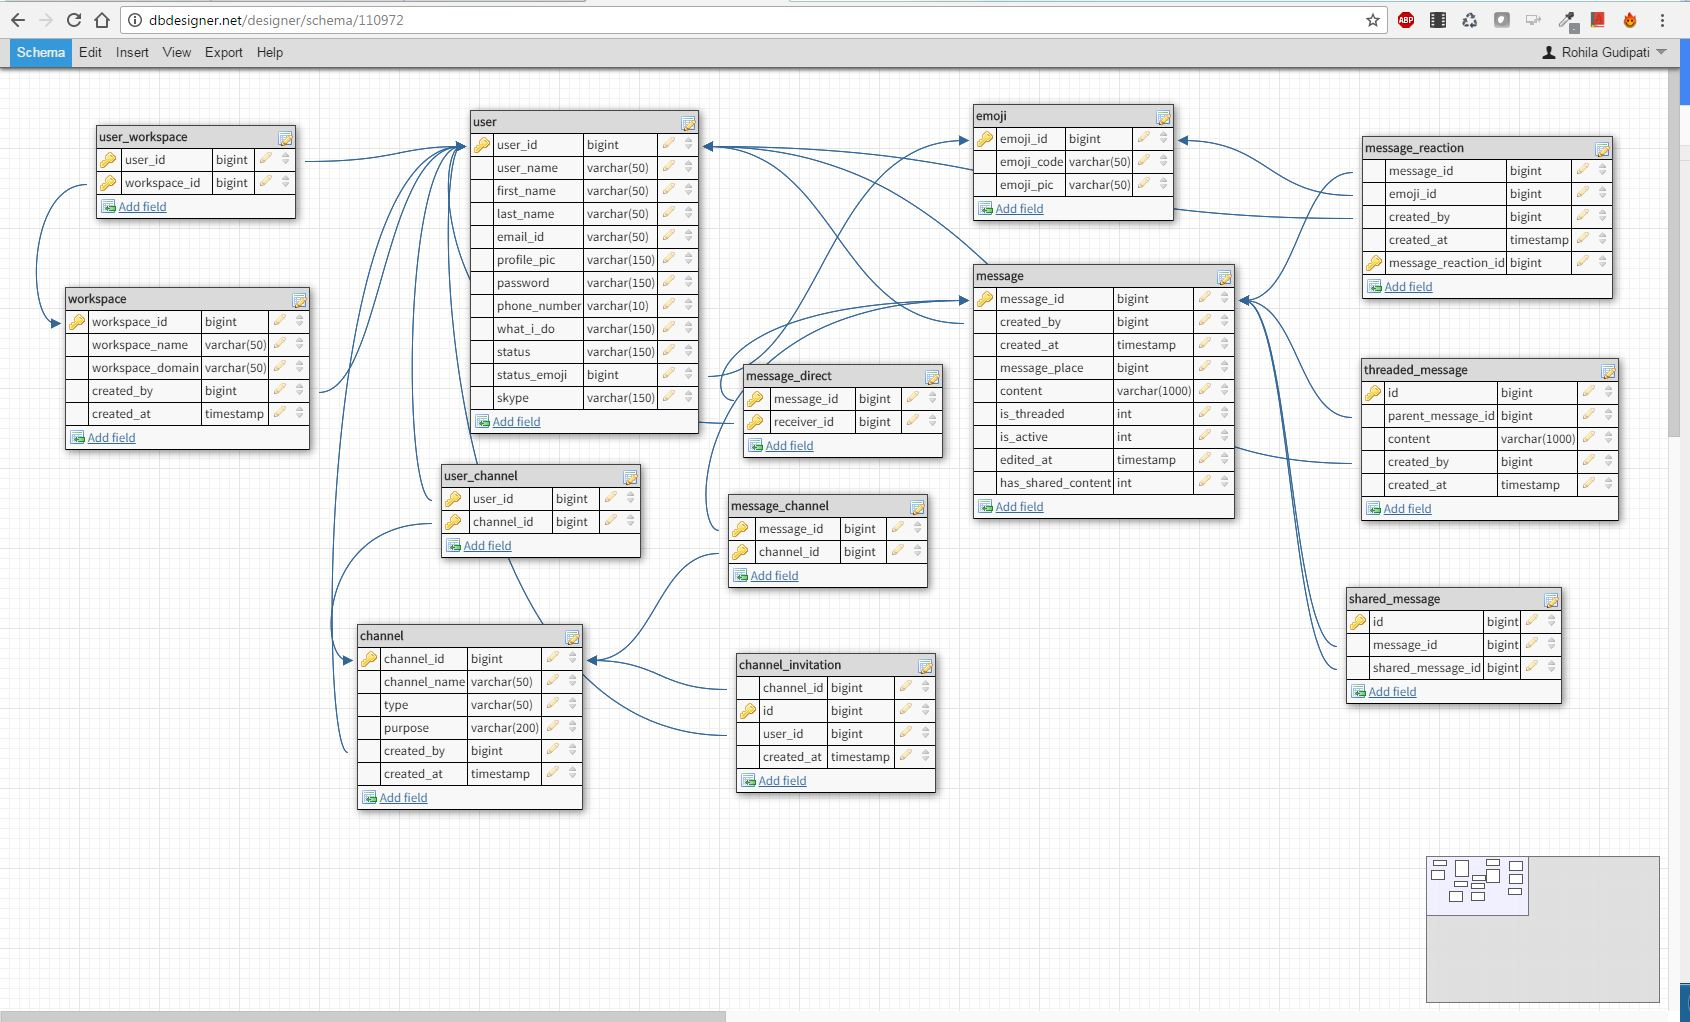 dbdesigner.net/designer/schema/110972
ABP
Schema Edit Insert View Export Help
Rohila Gudipati
user_workspace
user_id bigint
workspace_id bigint
Add field
workspace
workspace_id bigint
workspace_name varchar(50)
workspace_domain varchar(50)
created_by bigint
created_at timestamp
Add field
user
user_id bigint
user_name varchar(50)
first_name varchar(50)
last_name varchar(50)
email_id varchar(50)
profile_pic varchar(150)
password varchar(150)
phone_number varchar(10)
what_i_do varchar(150)
status varchar(150)
status_emoji bigint
skype varchar(150)
Add field
user_channel
user_id bigint
channel_id bigint
Add field
channel
channel_id bigint
channel_name varchar(50)
type varchar(50)
purpose varchar(200)
created_by bigint
created_at timestamp
Add field
message_direct
message_id bigint
receiver_id bigint
Add field
message_channel
message_id bigint
channel_id bigint
Add field
channel_invitation
channel_id bigint
id bigint
user_id bigint
created_at timestamp
Add field
emoji
emoji_id bigint
emoji_code varchar(50)
emoji_pic varchar(50)
Add field
message
message_id bigint
created_by bigint
created_at timestamp
message_place bigint
content varchar(1000)
is_threaded int
is_active int
edited_at timestamp
has_shared_content int
Add field
message_reaction
message_id bigint
emoji_id bigint
created_by bigint
created_at timestamp
message_reaction_id bigint
Add field
threaded_message
id bigint
parent_message_id bigint
content varchar(1000)
created_by bigint
created_at timestamp
Add field
shared_message
id bigint
message_id bigint
shared_message_id bigint
Add field